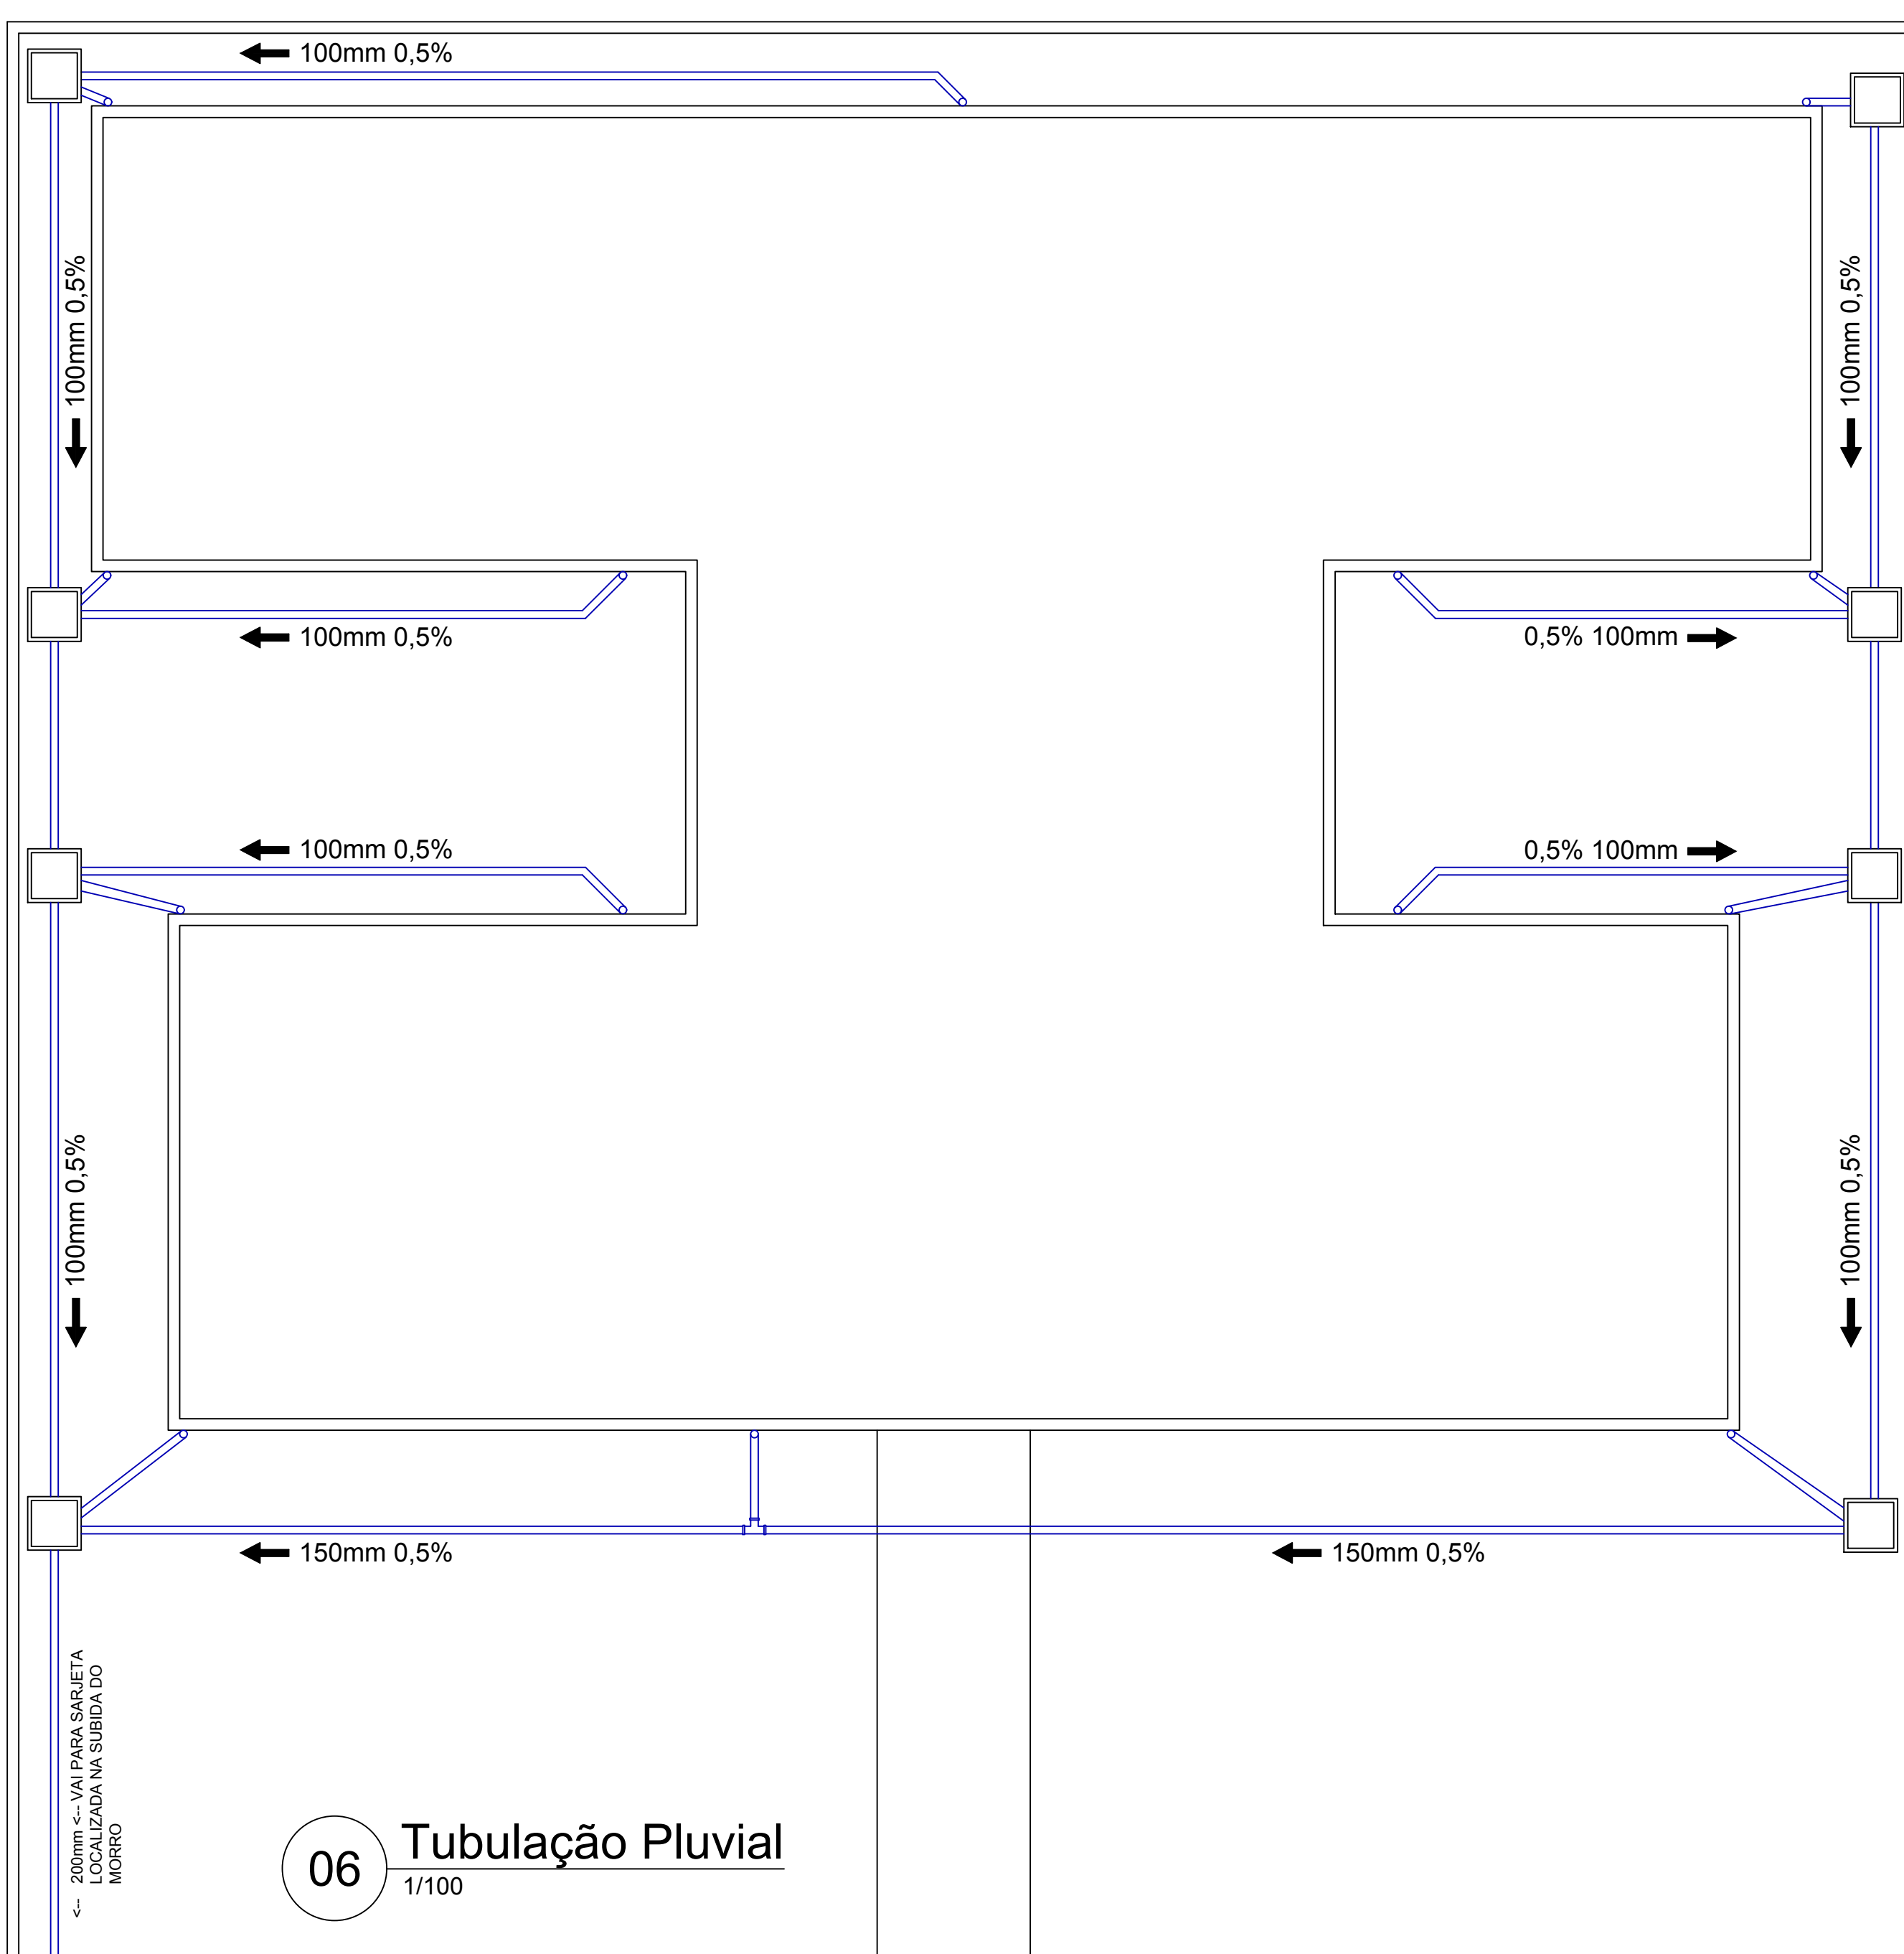 100mm 0,5%
100mm 0,5%
100mm 0,5%
100mm 0,5%
0,5% 100mm
100mm 0,5%
0,5% 100mm
100mm 0,5%
100mm 0,5%
150mm 0,5%
150mm 0,5%
<-- 200mm <-- VAI PARA SARJETA
LOCALIZADA NA SUBIDA DO
MORRO
06
Tubulação Pluvial
1/100